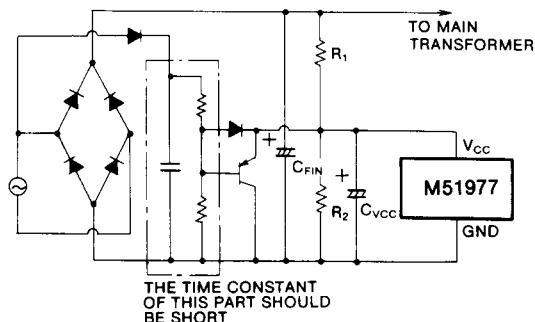 TO MAIN
TRANSFORMER
R1
+
CFIN
R2
+
CVCC
VCC
M51977
GND
THE TIME CONSTANT
OF THIS PART SHOULD
BE SHORT